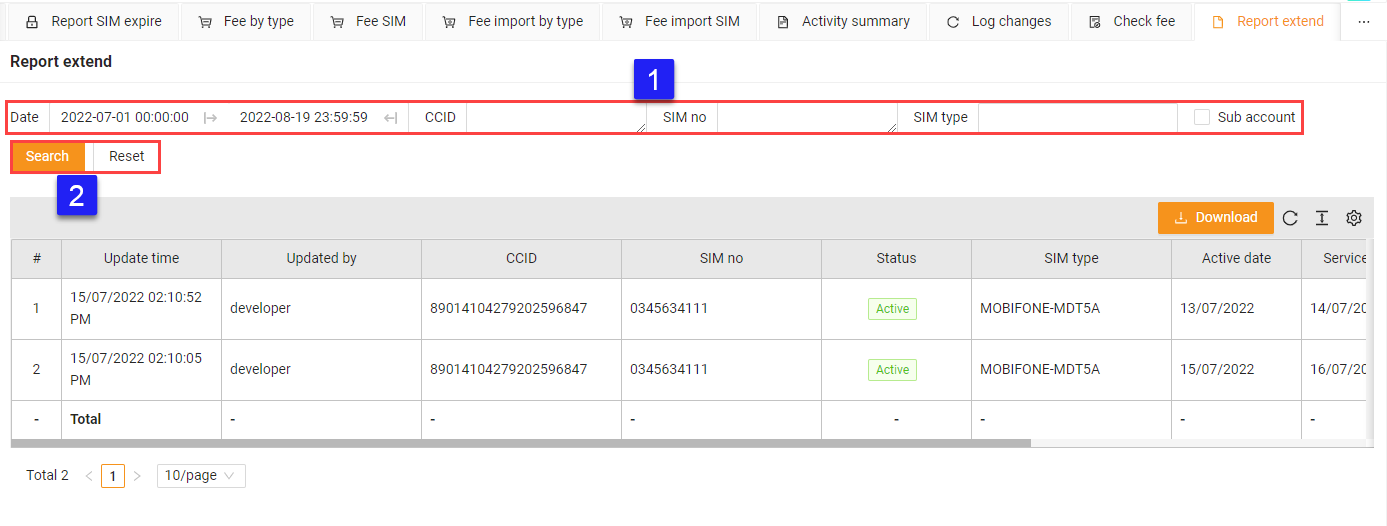 Report SIM expire Fee by type Fee SIM Fee import by type Fee import SIM Activity summary Log changes Check fee Report extend ...
Report extend
1
Date 2022-07-01 00:00:00 2022-08-19 23:59:59 CCID SIM no SIM type Sub account
Search Reset
2
Download
# Update time Updated by CCID SIM no Status SIM type Active date Service
1 15/07/2022 02:10:52 PM developer 89014104279202596847 0345634111 Active MOBIFONE-MDT5A 13/07/2022 14/07/20
2 15/07/2022 02:10:05 PM developer 89014104279202596847 0345634111 Active MOBIFONE-MDT5A 15/07/2022 16/07/20
- Total - - - - - - -
Total 2 < 1 > 10/page